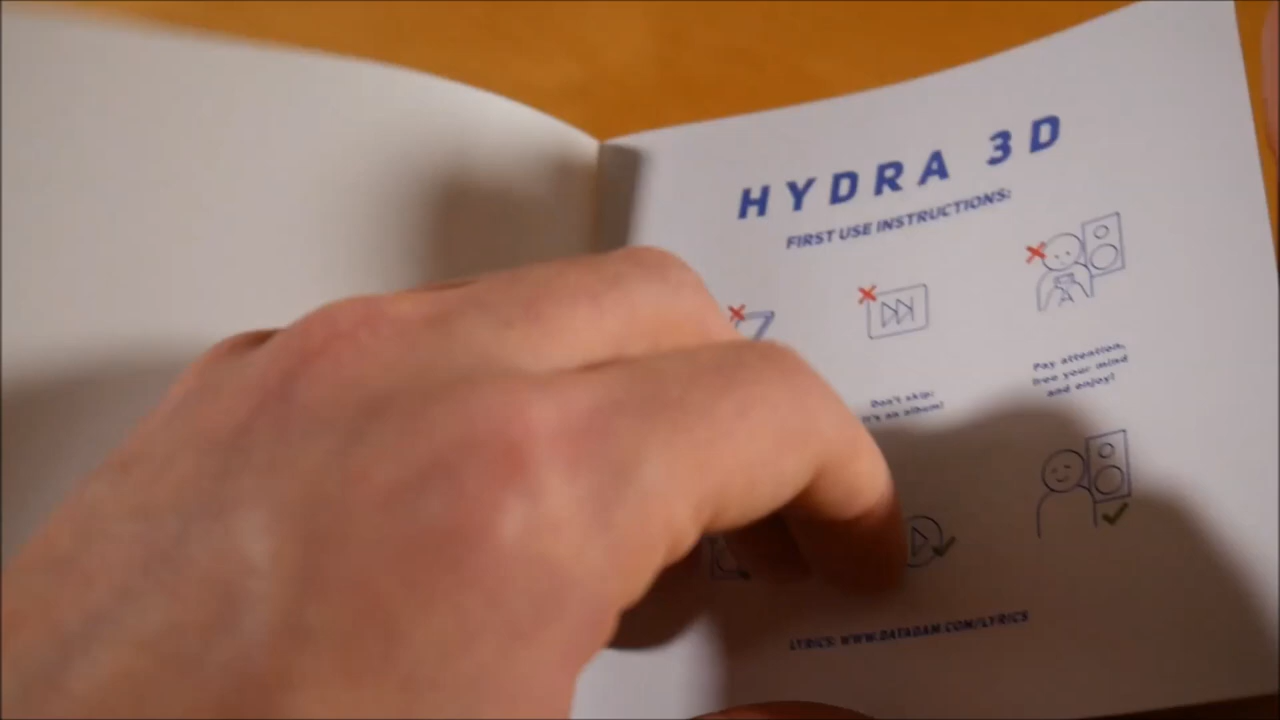 HYDRA 3D
FIRST USE INSTRUCTIONS:
Pay attention,
free your mind
and enjoy!
Don't skip:
it's an album!
LYRICS: WWW.DATADAM.COM/LYRICS